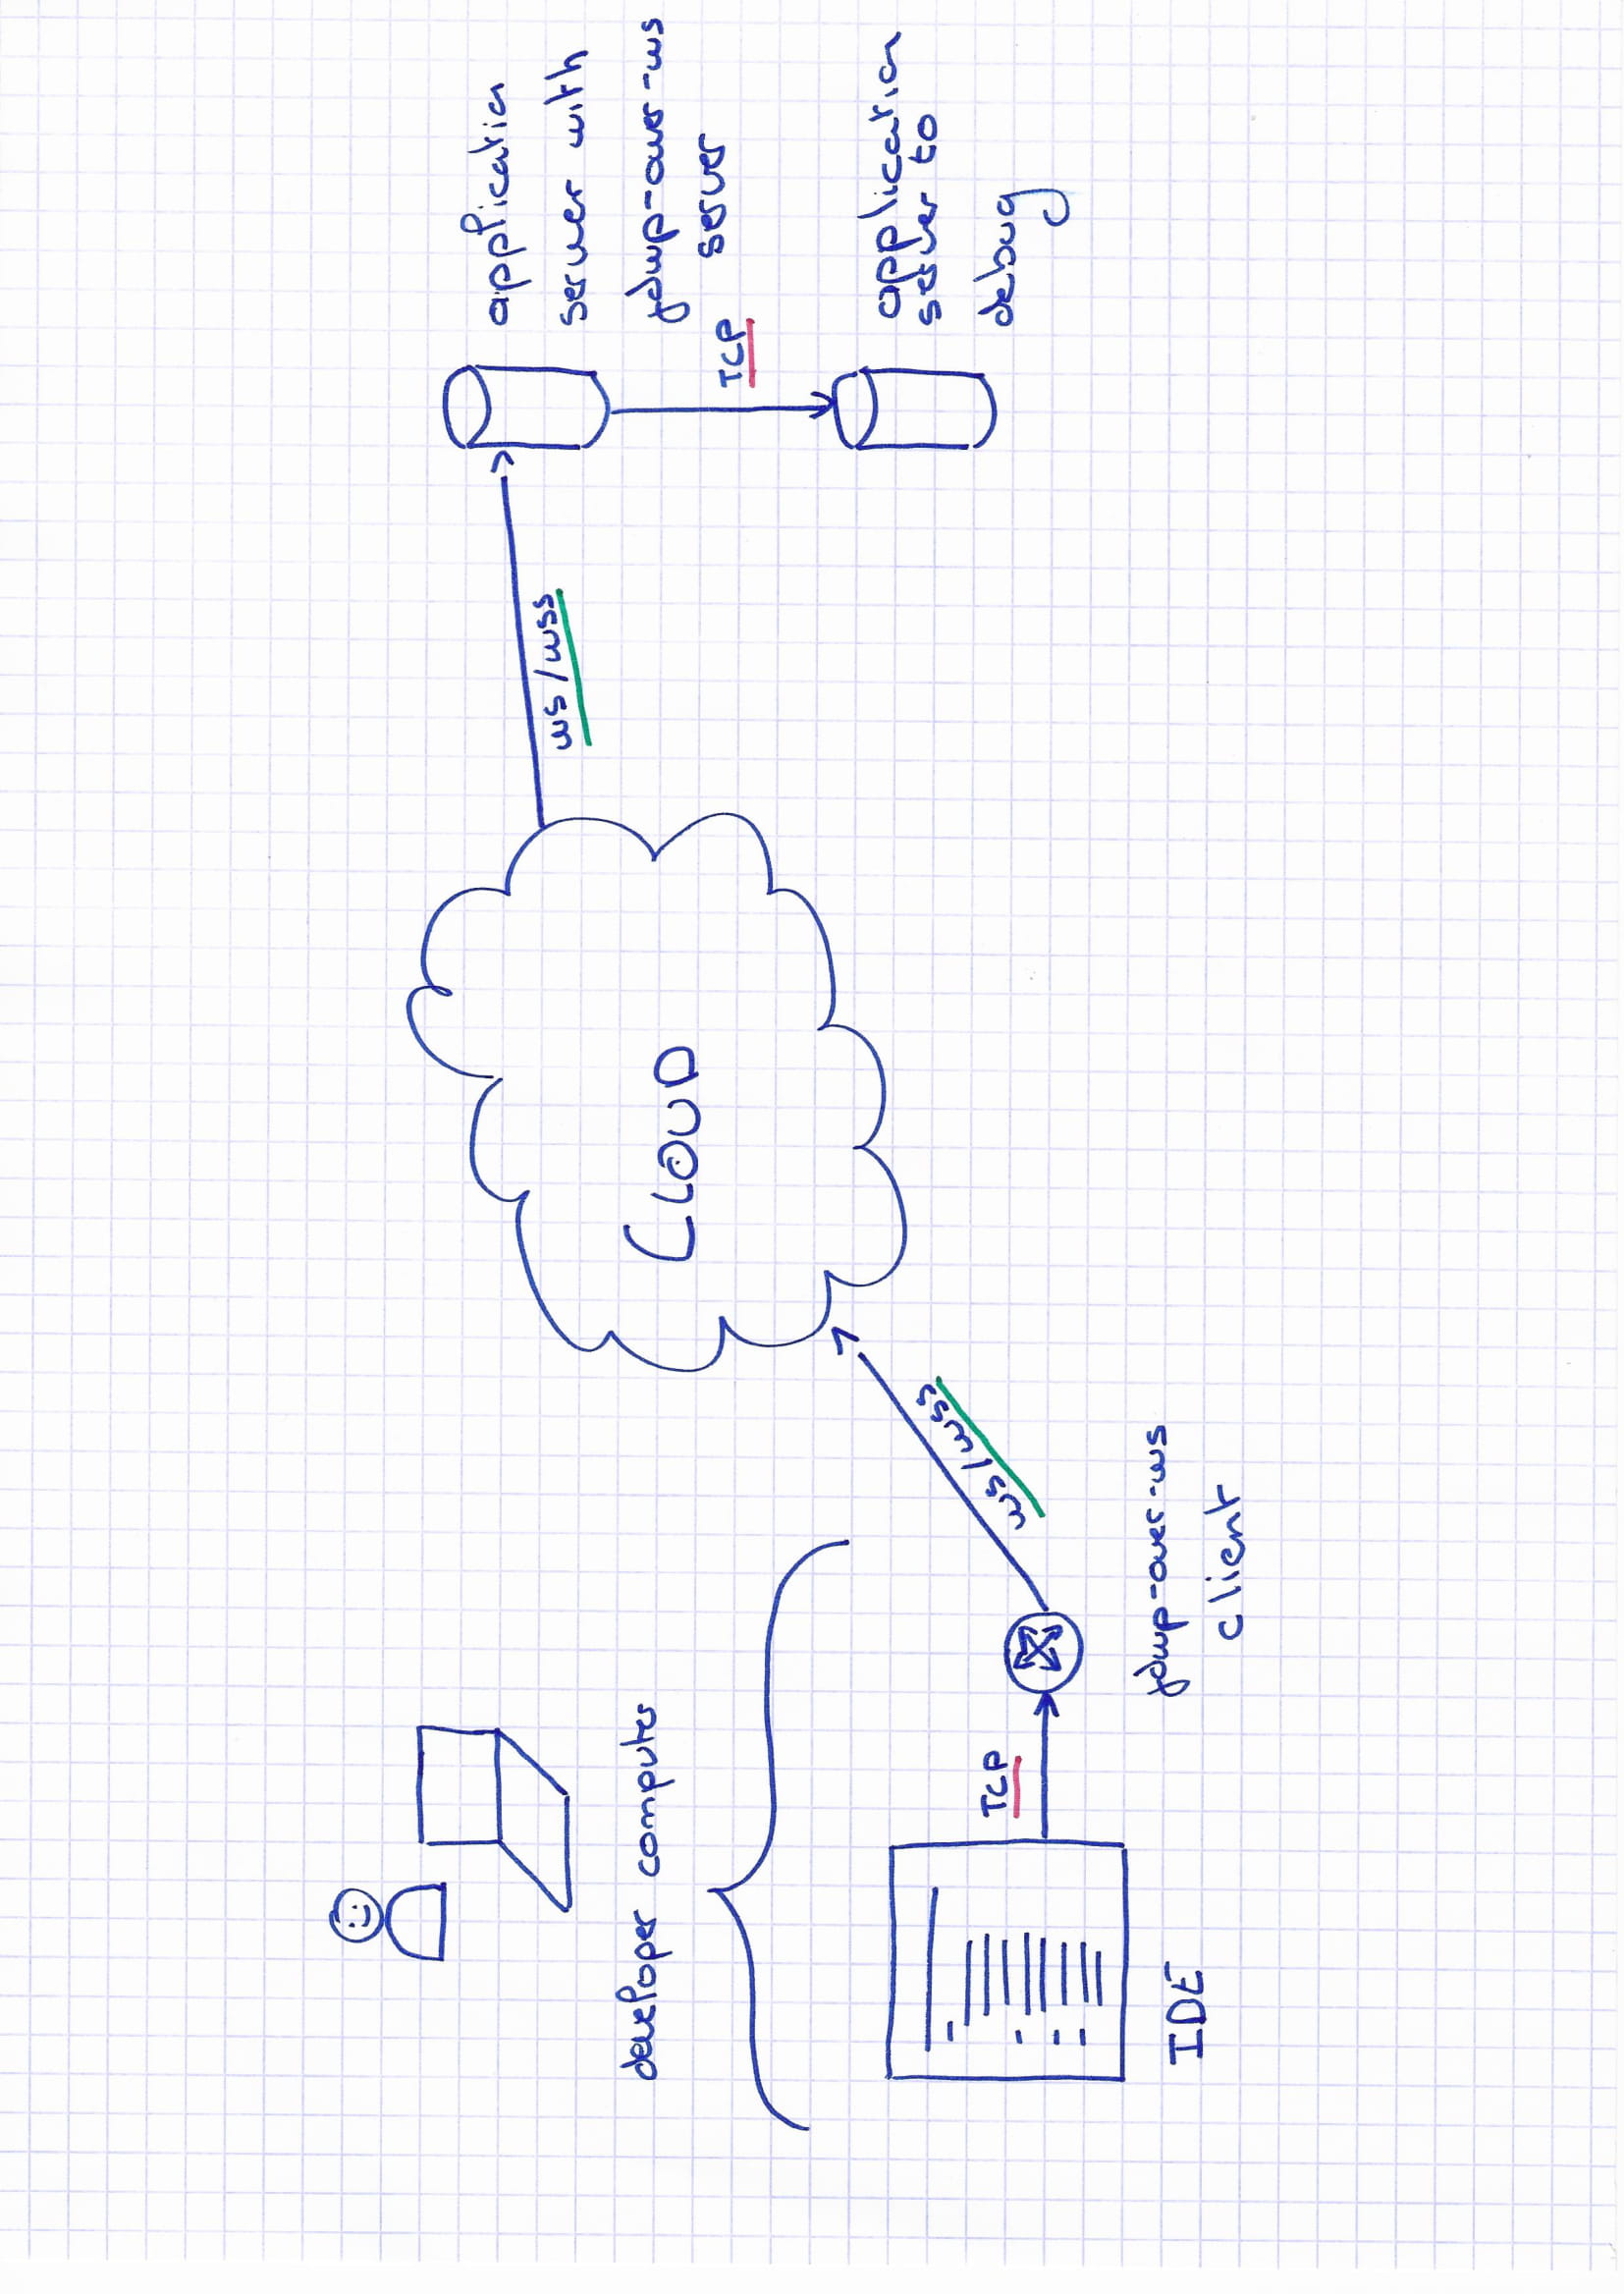 developer computer
IDE
TCP
jdwp-over-ws
client
ws/wss
CLOUD
ws/wss
application
server with
jdwp-over-ws
server
TCP
application
server to
debug